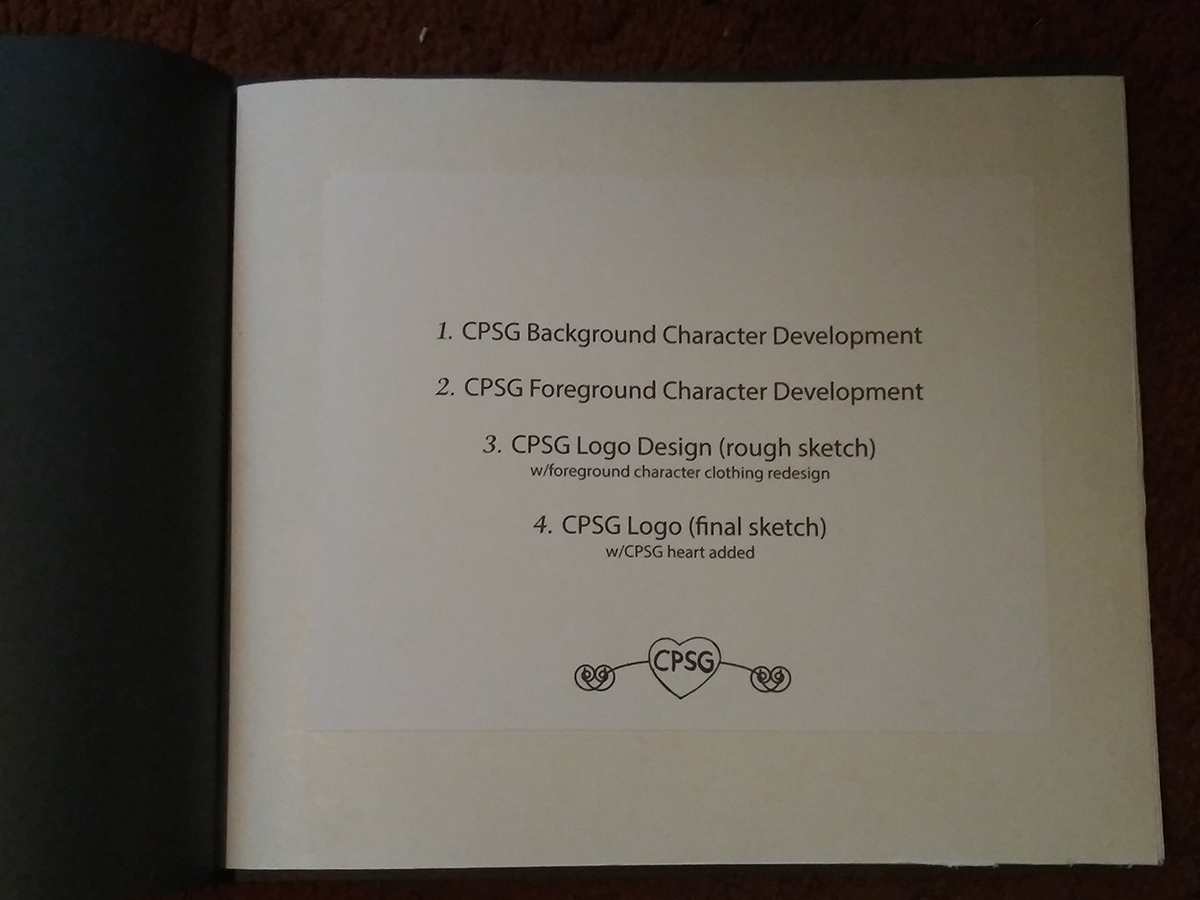 1. CPSG Background Character Development
2. CPSG Foreground Character Development
3. CPSG Logo Design (rough sketch)
w/foreground character clothing redesign
4. CPSG Logo (final sketch)
w/CPSG heart added
CPSG